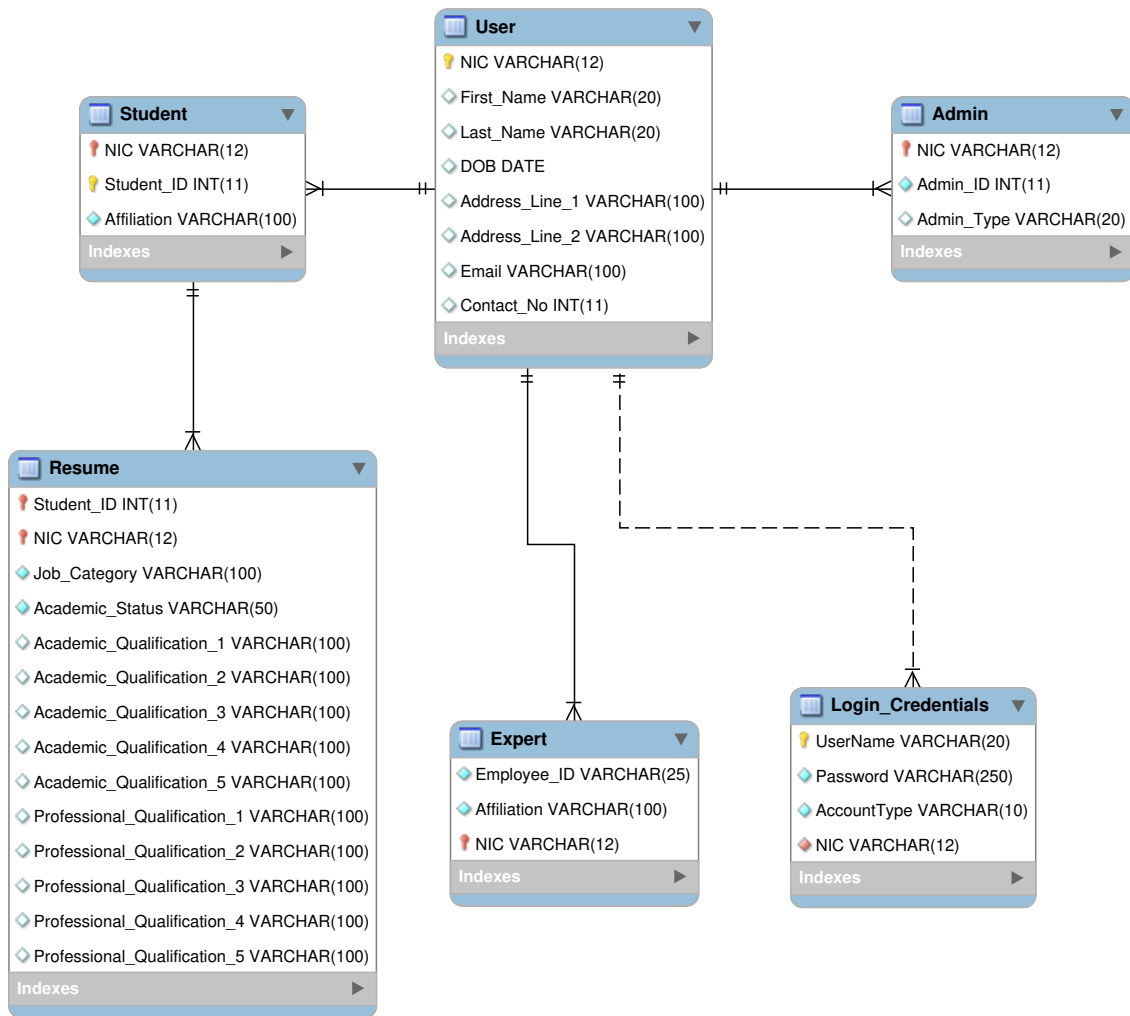 User
NIC VARCHAR(12)
First_Name VARCHAR(20)
Last_Name VARCHAR(20)
DOB DATE
Address_Line_1 VARCHAR(100)
Address_Line_2 VARCHAR(100)
Email VARCHAR(100)
Contact_No INT(11)
Indexes
Student
NIC VARCHAR(12)
Student_ID INT(11)
Affiliation VARCHAR(100)
Indexes
Admin
NIC VARCHAR(12)
Admin_ID INT(11)
Admin_Type VARCHAR(20)
Indexes
Resume
Student_ID INT(11)
NIC VARCHAR(12)
Job_Category VARCHAR(100)
Academic_Status VARCHAR(50)
Academic_Qualification_1 VARCHAR(100)
Academic_Qualification_2 VARCHAR(100)
Academic_Qualification_3 VARCHAR(100)
Academic_Qualification_4 VARCHAR(100)
Academic_Qualification_5 VARCHAR(100)
Professional_Qualification_1 VARCHAR(100)
Professional_Qualification_2 VARCHAR(100)
Professional_Qualification_3 VARCHAR(100)
Professional_Qualification_4 VARCHAR(100)
Professional_Qualification_5 VARCHAR(100)
Indexes
Expert
Employee_ID VARCHAR(25)
Affiliation VARCHAR(100)
NIC VARCHAR(12)
Indexes
Login_Credentials
UserName VARCHAR(20)
Password VARCHAR(250)
AccountType VARCHAR(10)
NIC VARCHAR(12)
Indexes